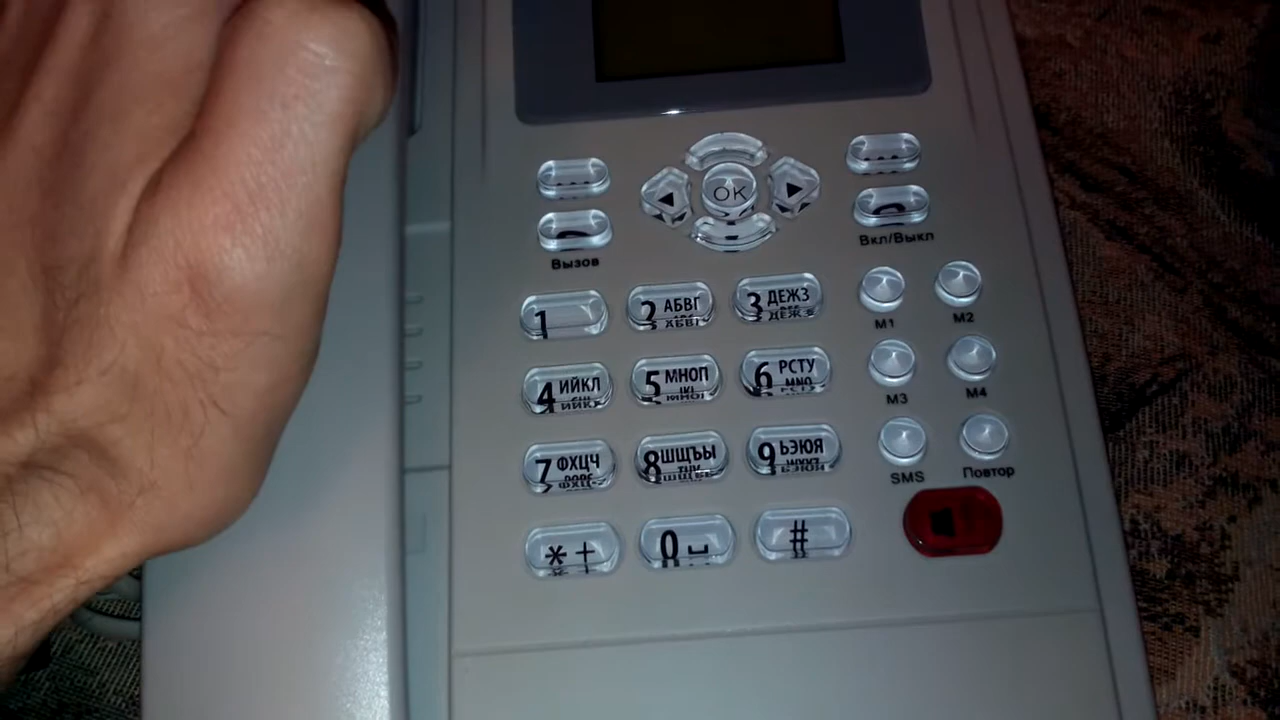 OK
Вкл/Выкл
Вызов
1
2 АБВГ
3 ДЕЖЗ
M1
M2
4 ИЙКЛ
5 МНОП
6 РСТУ
MNO
M3
M4
7 ФХЦЧ
8 ШЩЪЫ
9 ЬЭЮЯ
SMS
Повтор
* +
0
#